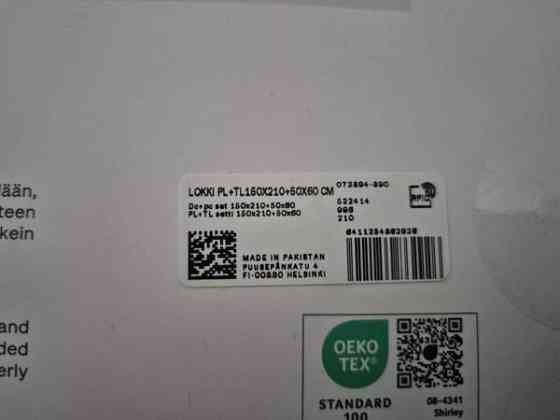 ään,
teen
kein
LOKKI PL+TL150X210+50X60 CM
073894-990
Dc+pc set 150x210+50x60
PL+TL setti 150x210+50x60
522414
998
210
MADE IN PAKISTAN
PUUSEPÄNKATU 4
FI-00880 HELSINKI
and
ded
erly
OEKO
TEX®
STANDARD
100
08-4341
Shirley